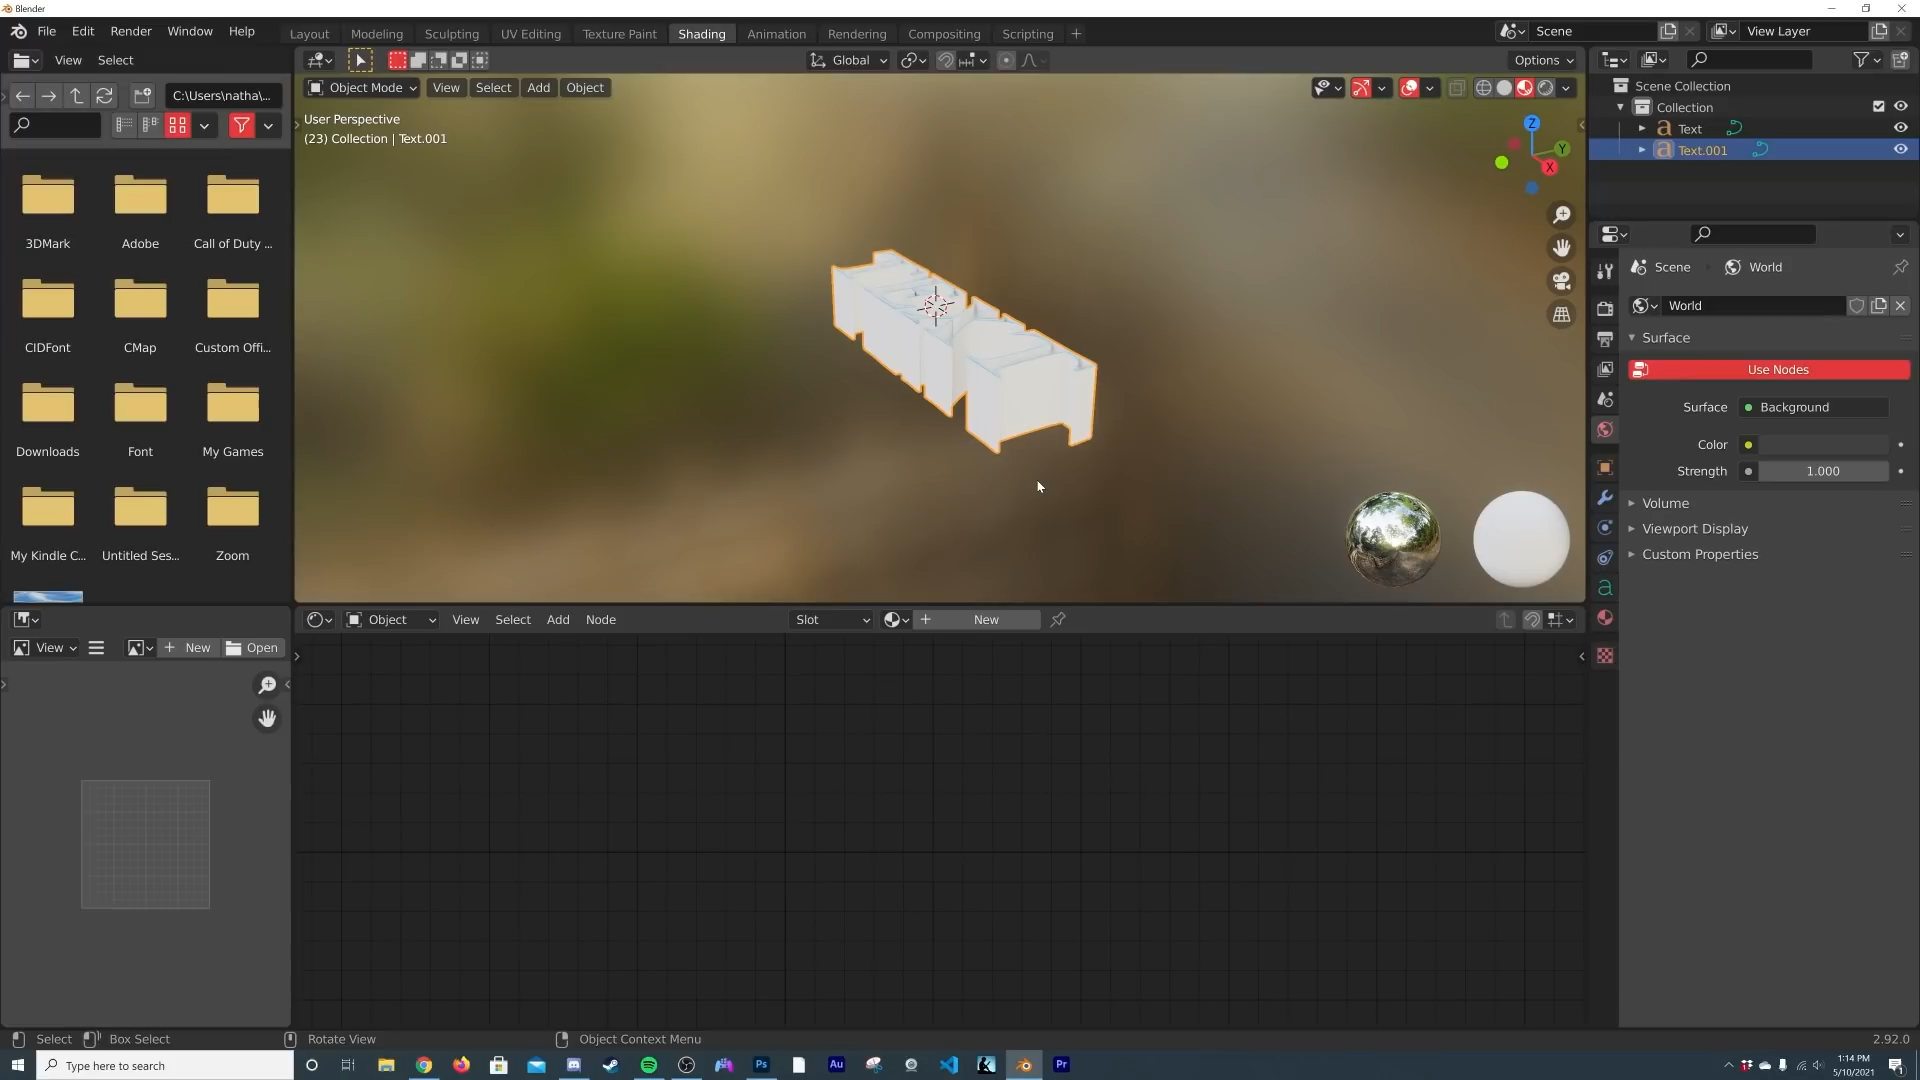 Blender
File Edit Render Window Help
Layout Modeling Sculpting UV Editing Texture Paint Shading Animation Rendering Compositing Scripting +
Scene
View Layer
View Select
Global
Options
C:\Users\natha\...
Object Mode View Select Add Object
User Perspective
(23) Collection | Text.001
Z
Y
X
3DMark Adobe Call of Duty ...
CIDFont CMap Custom Offi...
Downloads Font My Games
My Kindle C... Untitled Ses... Zoom
Scene Collection
Collection
Text
Text.001
Scene World
World
Surface
Use Nodes
Surface Background
Color
Strength 1.000
Volume
Viewport Display
Custom Properties
Object View Select Add Node Slot + New
View + New Open
Select Box Select Rotate View Object Context Menu 2.92.0
Type here to search
Ps
Au
Pr
1:14 PM
5/10/2021